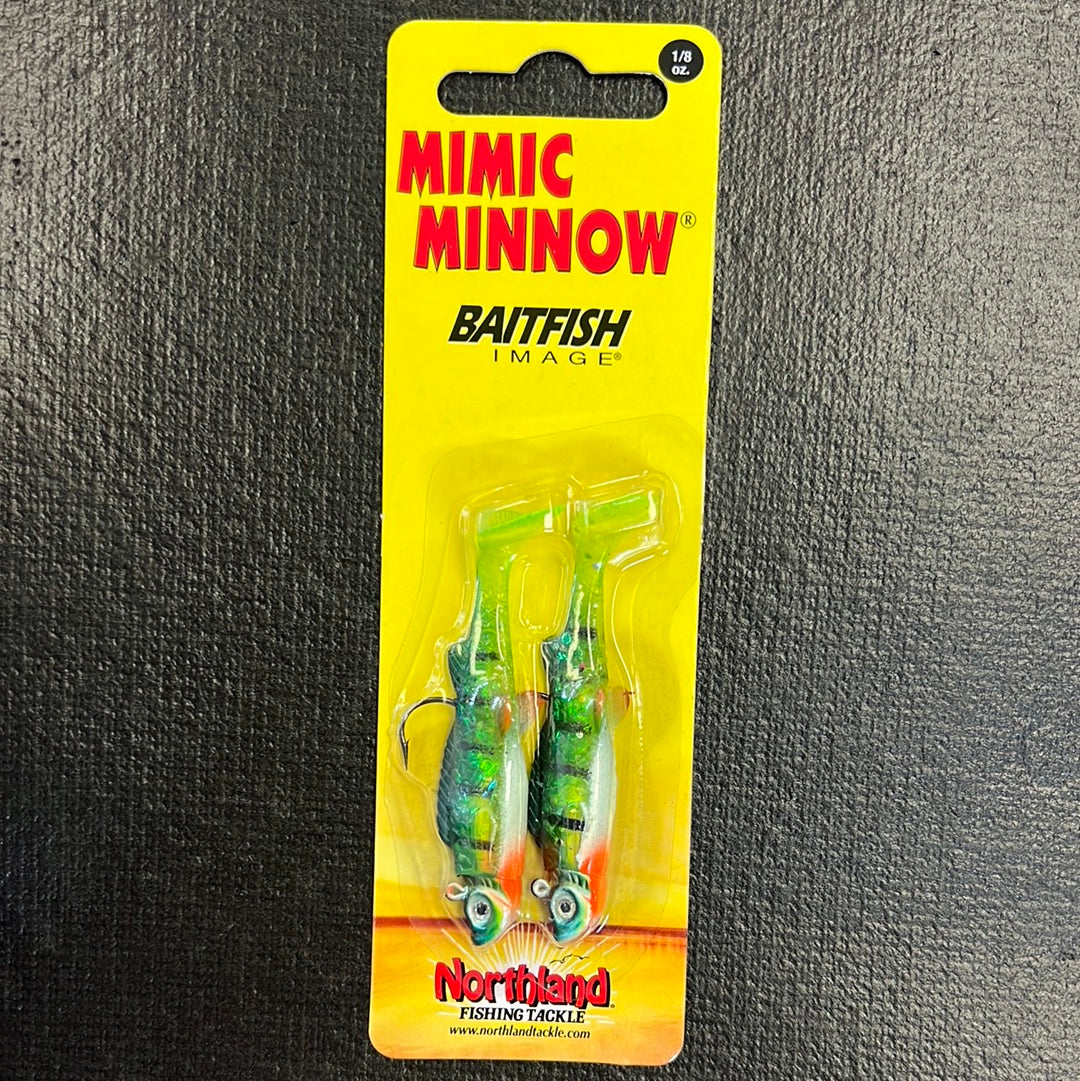 1/8
oz.
MIMIC
MINNOW®
BAITFISH
IMAGE®
Northland
FISHING TACKLE
www.northlandtackle.com